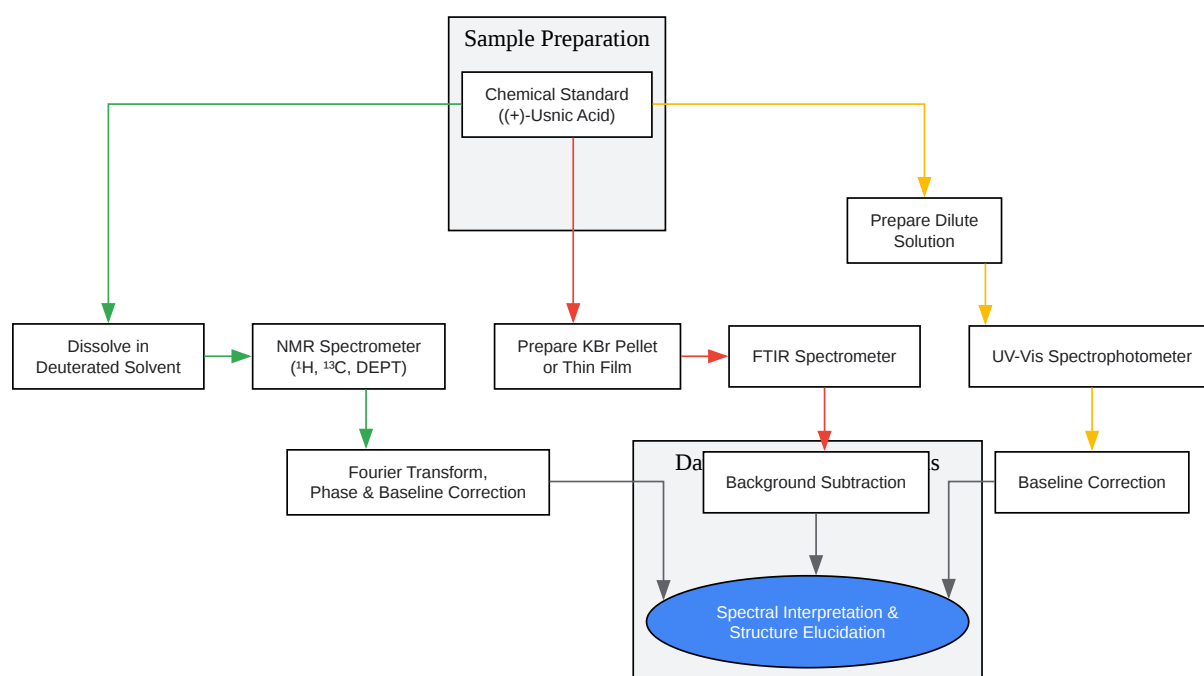 Sample Preparation
Chemical Standard
((+)-Usnic Acid)
Prepare Dilute
Solution
Dissolve in
Deuterated Solvent
NMR Spectrometer
(¹H, ¹³C, DEPT)
Prepare KBr Pellet
or Thin Film
FTIR Spectrometer
UV-Vis Spectrophotometer
Fourier Transform,
Phase & Baseline Correction
Background Subtraction
Baseline Correction
Spectral Interpretation &
Structure Elucidation